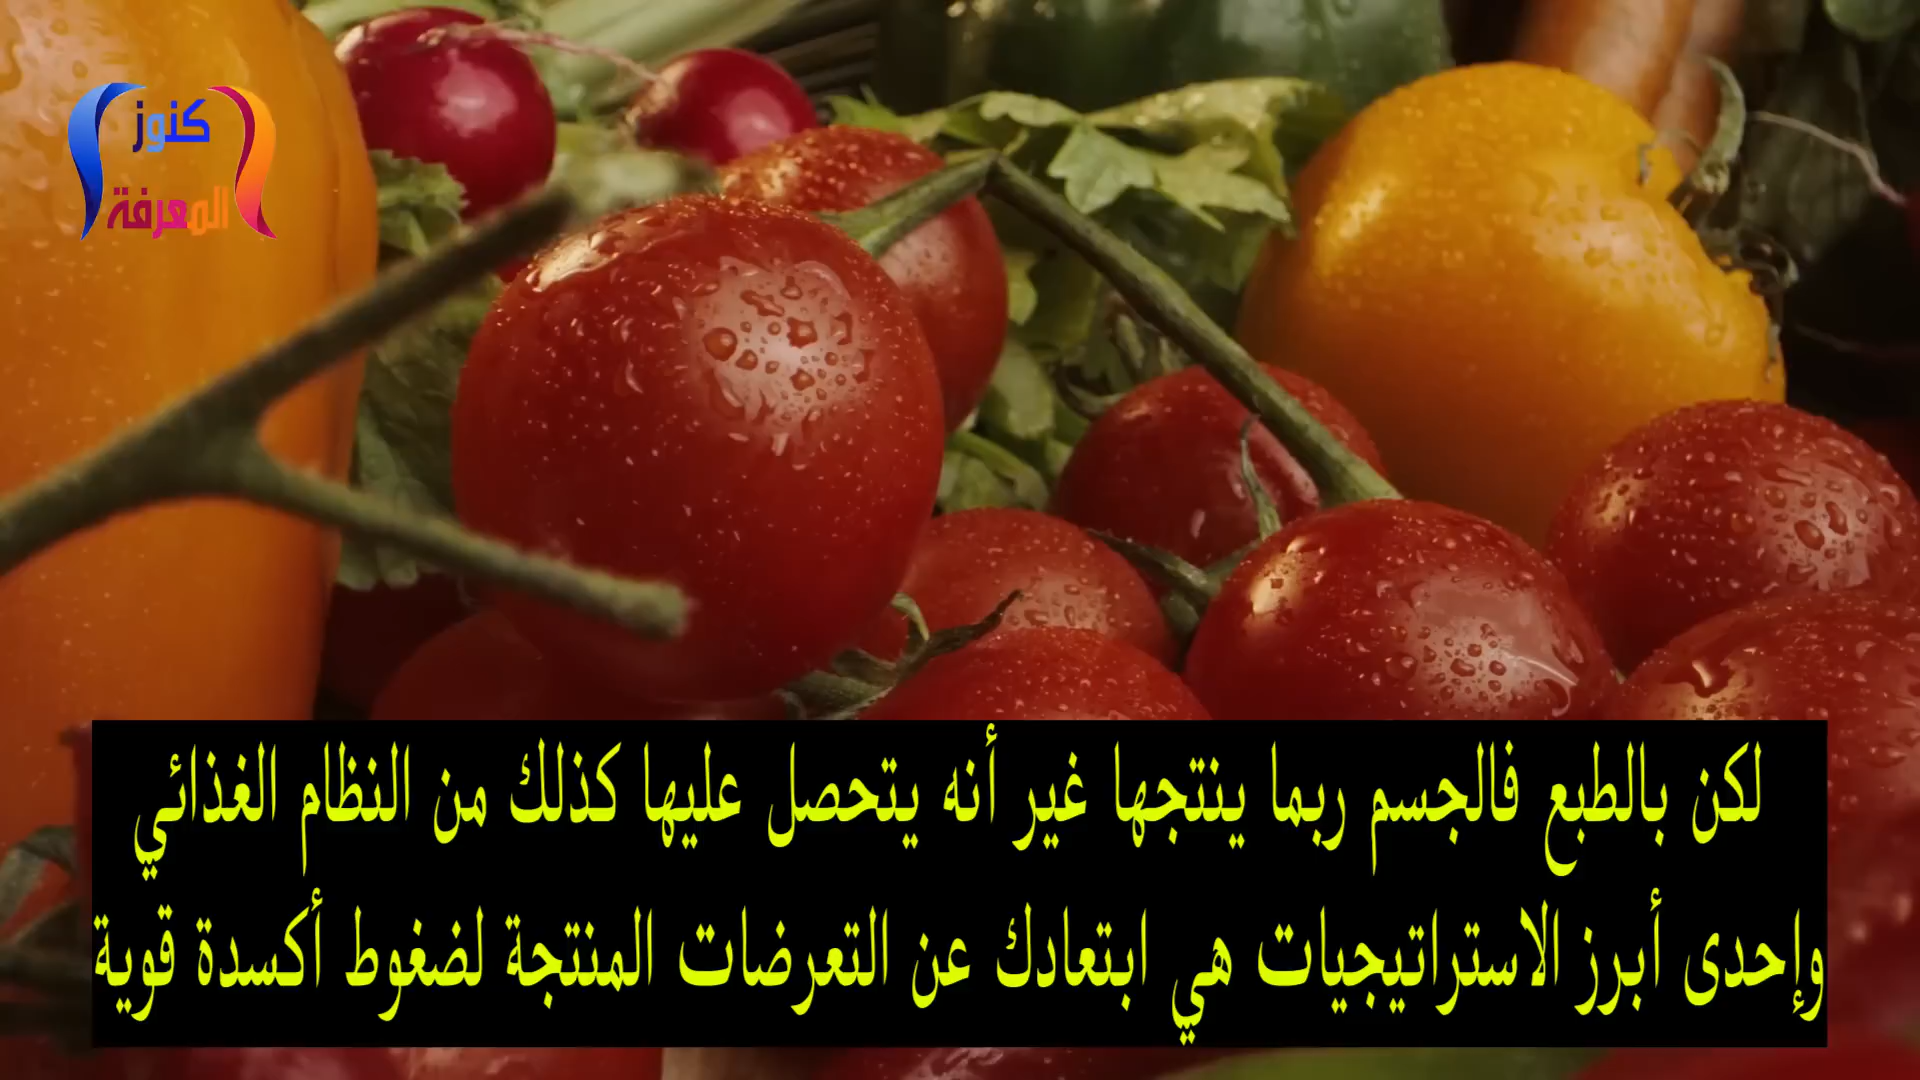 كنوز
المعرفة
لكن بالطبع فالجسم ربما ينتجها غير أنه يتحصل عليها كذلك من النظام الغذائي
وإحدى أبرز الاستراتيجيات هي ابتعادك عن التعرضات المنتجة لضغوط أكسدة قوية